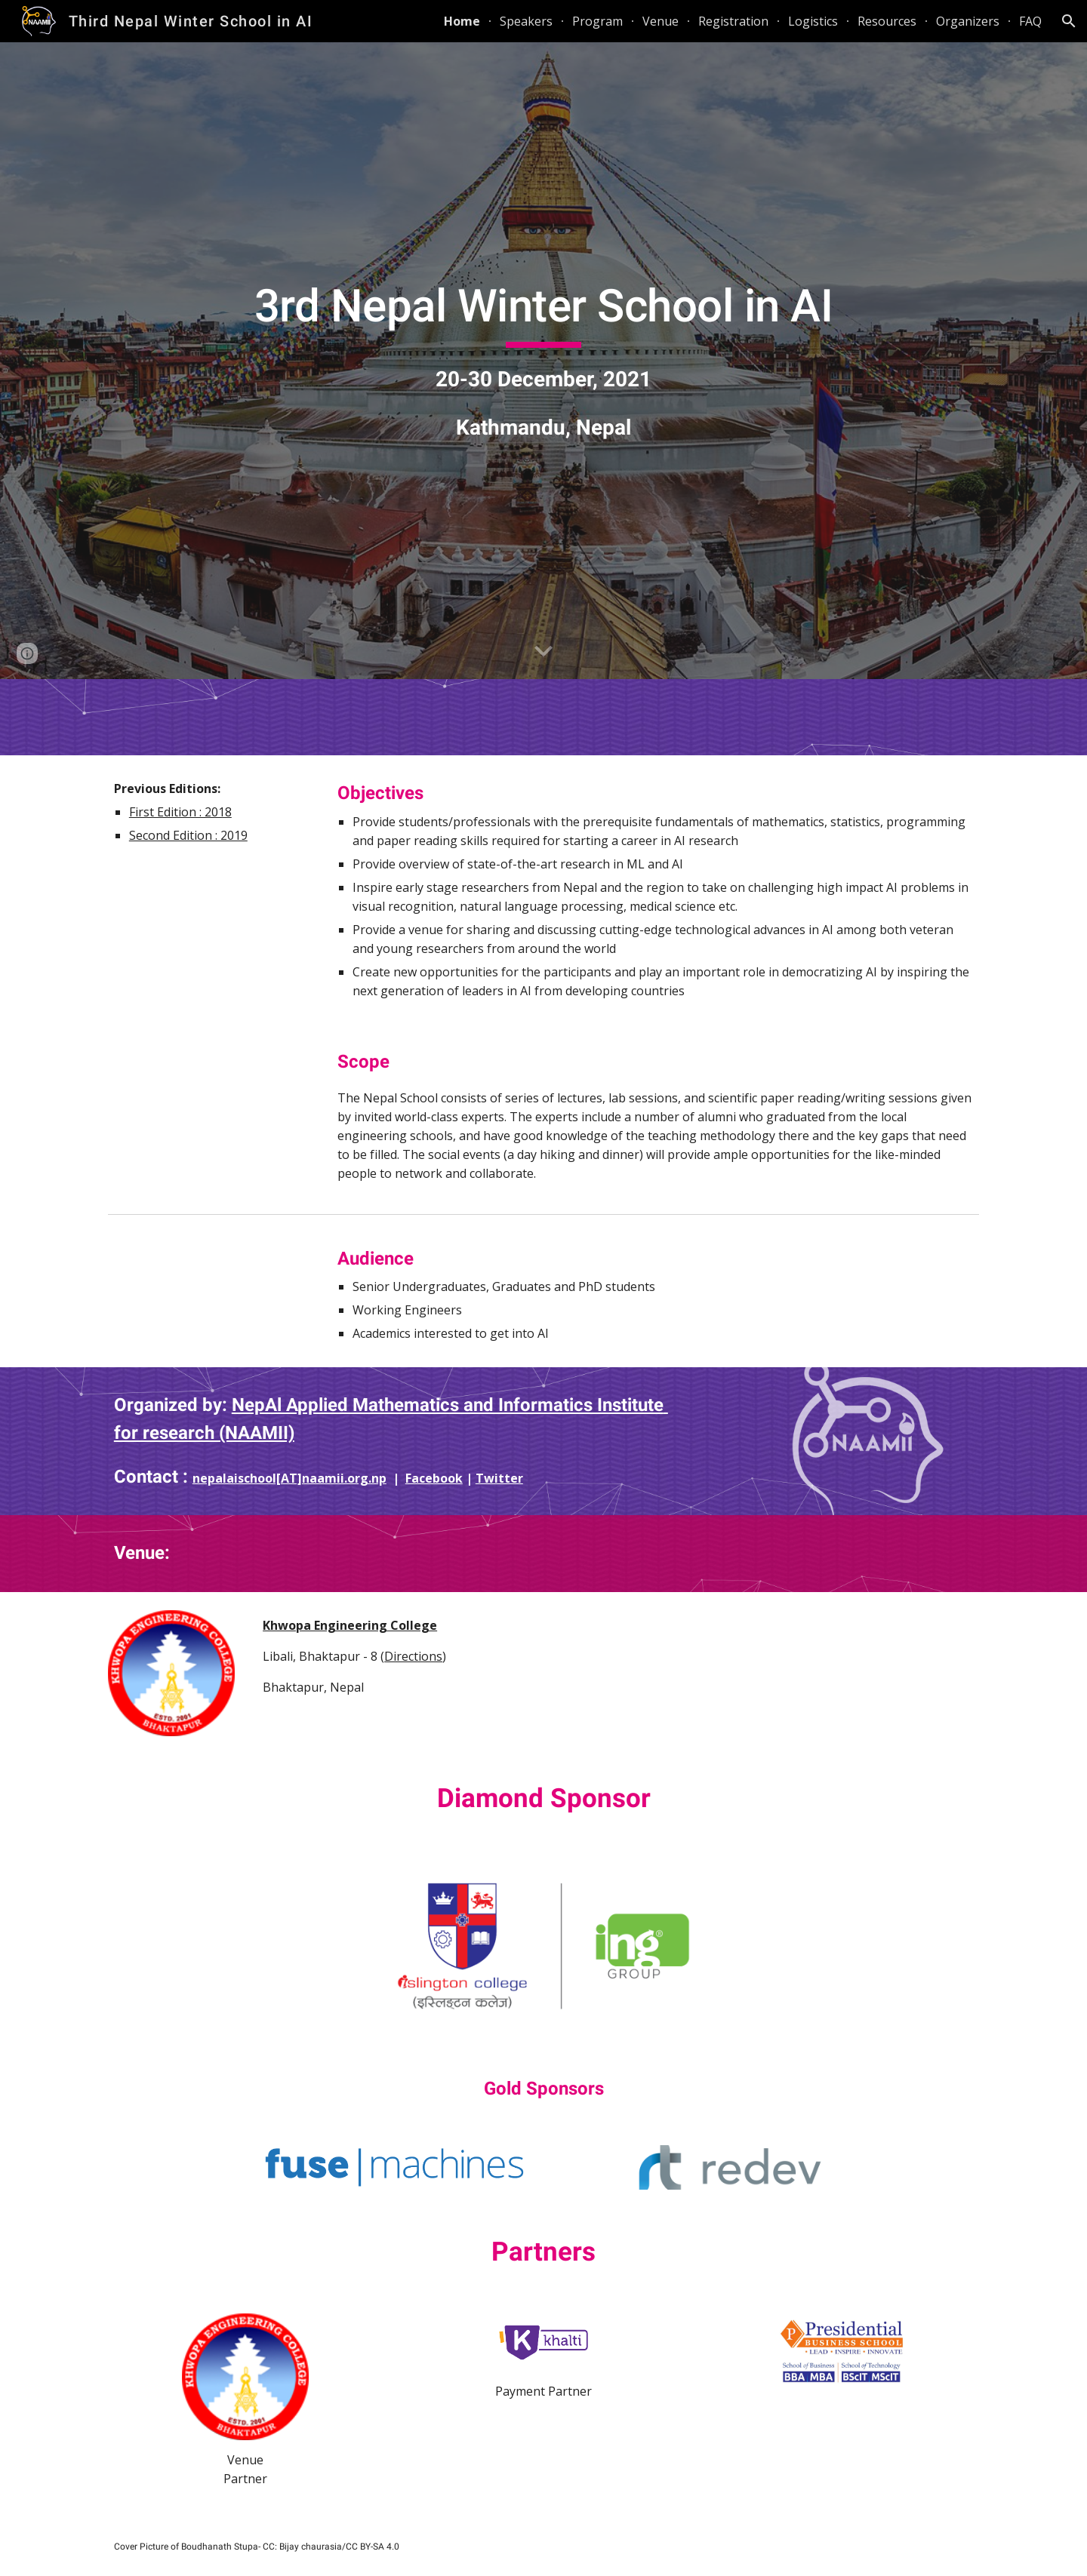 NAAMII
Third Nepal Winter School in AI
Home · Speakers · Program · Venue · Registration · Logistics · Resources · Organizers · FAQ
3rd Nepal Winter School in AI
20-30 December, 2021
Kathmandu, Nepal
Previous Editions:
First Edition : 2018
Second Edition : 2019
Objectives
Provide students/professionals with the prerequisite fundamentals of mathematics, statistics, programming
and paper reading skills required for starting a career in AI research
Provide overview of state-of-the-art research in ML and AI
Inspire early stage researchers from Nepal and the region to take on challenging high impact AI problems in
visual recognition, natural language processing, medical science etc.
Provide a venue for sharing and discussing cutting-edge technological advances in AI among both veteran
and young researchers from around the world
Create new opportunities for the participants and play an important role in democratizing AI by inspiring the
next generation of leaders in AI from developing countries
Scope
The Nepal School consists of series of lectures, lab sessions, and scientific paper reading/writing sessions given
by invited world-class experts. The experts include a number of alumni who graduated from the local
engineering schools, and have good knowledge of the teaching methodology there and the key gaps that need
to be filled. The social events (a day hiking and dinner) will provide ample opportunities for the like-minded
people to network and collaborate.
Audience
Senior Undergraduates, Graduates and PhD students
Working Engineers
Academics interested to get into AI
Organized by: NepAl Applied Mathematics and Informatics Institute
for research (NAAMII)
Contact : nepalaischool[AT]naamii.org.np | Facebook | Twitter
NAAMII
Venue:
KHWOPA ENGINEERING COLLEGE
ESTD. 2001
BHAKTAPUR
Khwopa Engineering College
Libali, Bhaktapur - 8 (Directions)
Bhaktapur, Nepal
Diamond Sponsor
islington college
(इस्लिङ्टन कलेज)
ing
GROUP
Gold Sponsors
fuse|machines
rt redev
Partners
KHWOPA ENGINEERING COLLEGE
ESTD. 2001
BHAKTAPUR
Venue
Partner
K khalti
Payment Partner
P Presidential
BUSINESS SCHOOL
LEAD • INSPIRE • INNOVATE
School of Business | School of Technology
BBA MBA | BScIT MScIT
Cover Picture of Boudhanath Stupa- CC: Bijay chaurasia/CC BY-SA 4.0